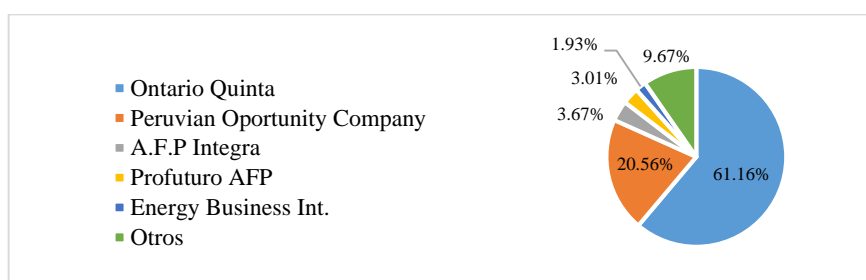 Ontario Quinta
Peruvian Oportunity Company
A.F.P Integra
Profuturo AFP
Energy Business Int.
Otros
1.93%
9.67%
3.01%
3.67%
20.56%
61.16%